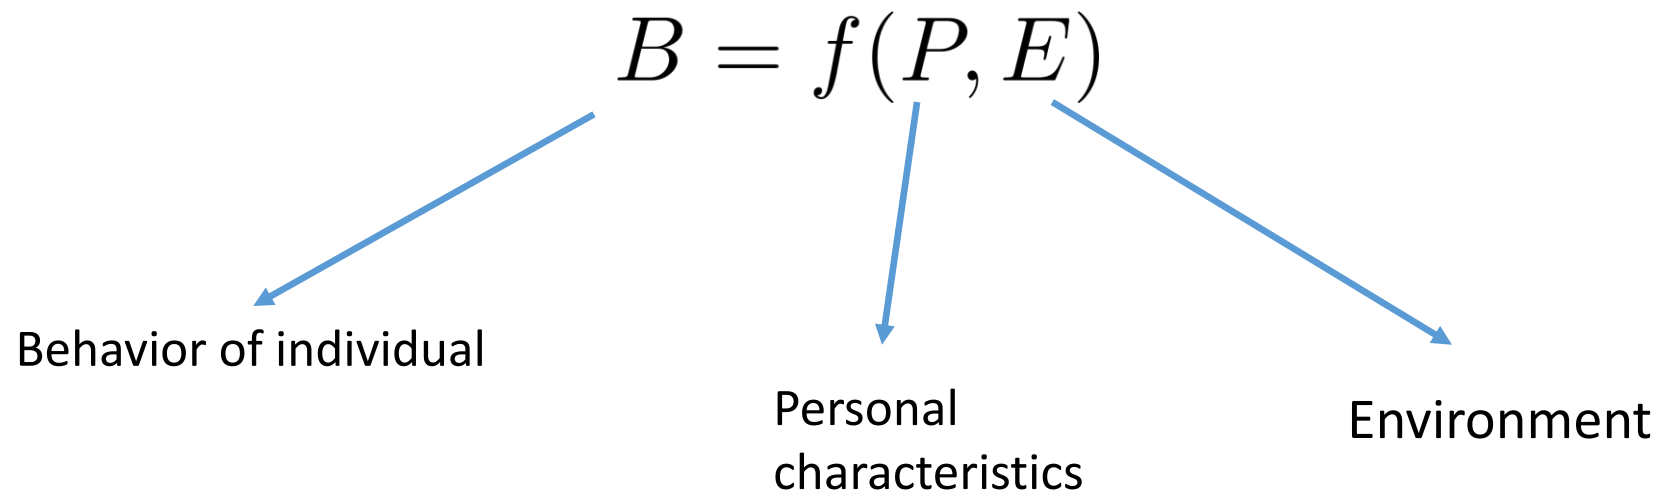 B = f(P, E)
Behavior of individual
Personal
characteristics
Environment